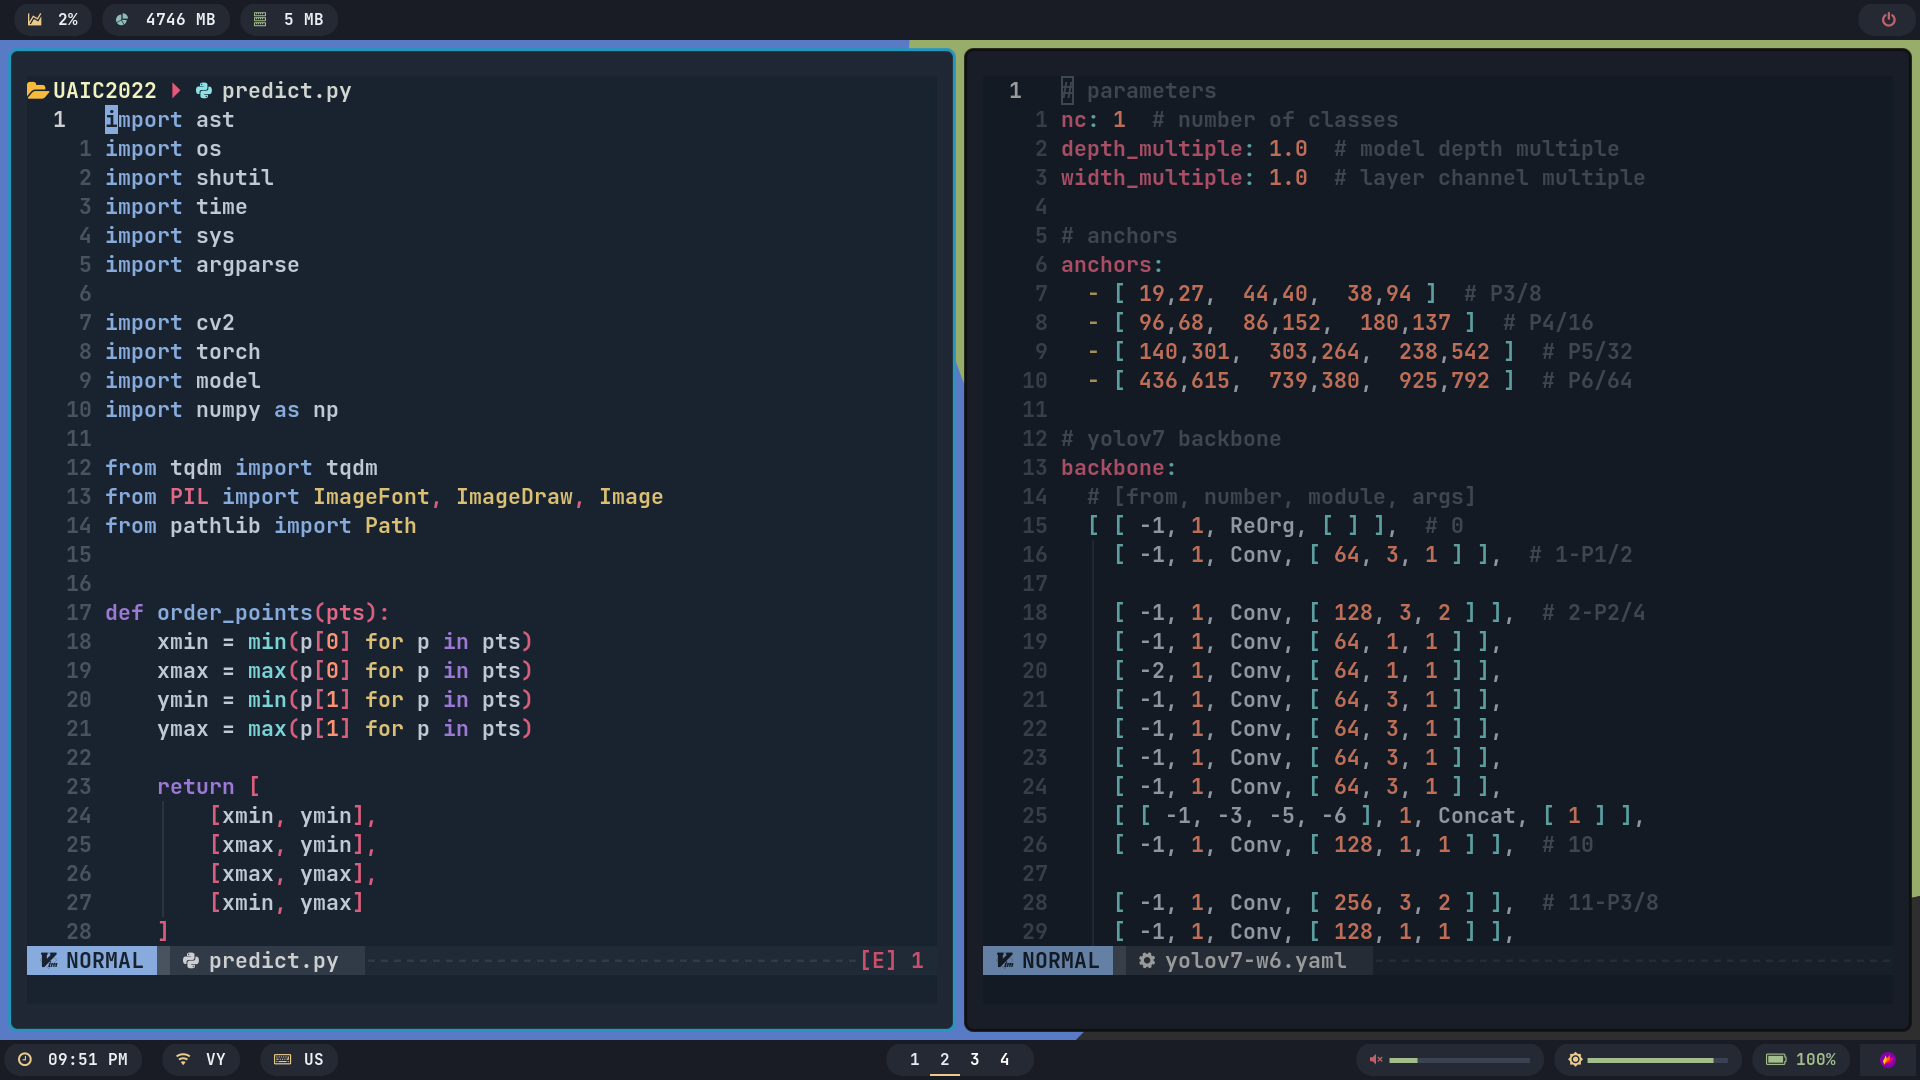 2% 4746 MB 5 MB
UAIC2022 predict.py
1 import ast
1 import os
2 import shutil
3 import time
4 import sys
5 import argparse
6
7 import cv2
8 import torch
9 import model
10 import numpy as np
11
12 from tqdm import tqdm
13 from PIL import ImageFont, ImageDraw, Image
14 from pathlib import Path
15
16
17 def order_points(pts):
18     xmin = min(p[0] for p in pts)
19     xmax = max(p[0] for p in pts)
20     ymin = min(p[1] for p in pts)
21     ymax = max(p[1] for p in pts)
22
23     return [
24         [xmin, ymin],
25         [xmax, ymin],
26         [xmax, ymax],
27         [xmin, ymax]
28     ]
NORMAL predict.py [E] 1
1 # parameters
1 nc: 1  # number of classes
2 depth_multiple: 1.0  # model depth multiple
3 width_multiple: 1.0  # layer channel multiple
4
5 # anchors
6 anchors:
7   - [ 19,27,  44,40,  38,94 ]  # P3/8
8   - [ 96,68,  86,152,  180,137 ]  # P4/16
9   - [ 140,301,  303,264,  238,542 ]  # P5/32
10   - [ 436,615,  739,380,  925,792 ]  # P6/64
11
12 # yolov7 backbone
13 backbone:
14   # [from, number, module, args]
15   [ [ -1, 1, ReOrg, [ ] ],  # 0
16     [ -1, 1, Conv, [ 64, 3, 1 ] ],  # 1-P1/2
17
18     [ -1, 1, Conv, [ 128, 3, 2 ] ],  # 2-P2/4
19     [ -1, 1, Conv, [ 64, 1, 1 ] ],
20     [ -2, 1, Conv, [ 64, 1, 1 ] ],
21     [ -1, 1, Conv, [ 64, 3, 1 ] ],
22     [ -1, 1, Conv, [ 64, 3, 1 ] ],
23     [ -1, 1, Conv, [ 64, 3, 1 ] ],
24     [ -1, 1, Conv, [ 64, 3, 1 ] ],
25     [ [ -1, -3, -5, -6 ], 1, Concat, [ 1 ] ],
26     [ -1, 1, Conv, [ 128, 1, 1 ] ],  # 10
27
28     [ -1, 1, Conv, [ 256, 3, 2 ] ],  # 11-P3/8
29     [ -1, 1, Conv, [ 128, 1, 1 ] ],
NORMAL yolov7-w6.yaml
09:51 PM VY US 1 2 3 4 100%